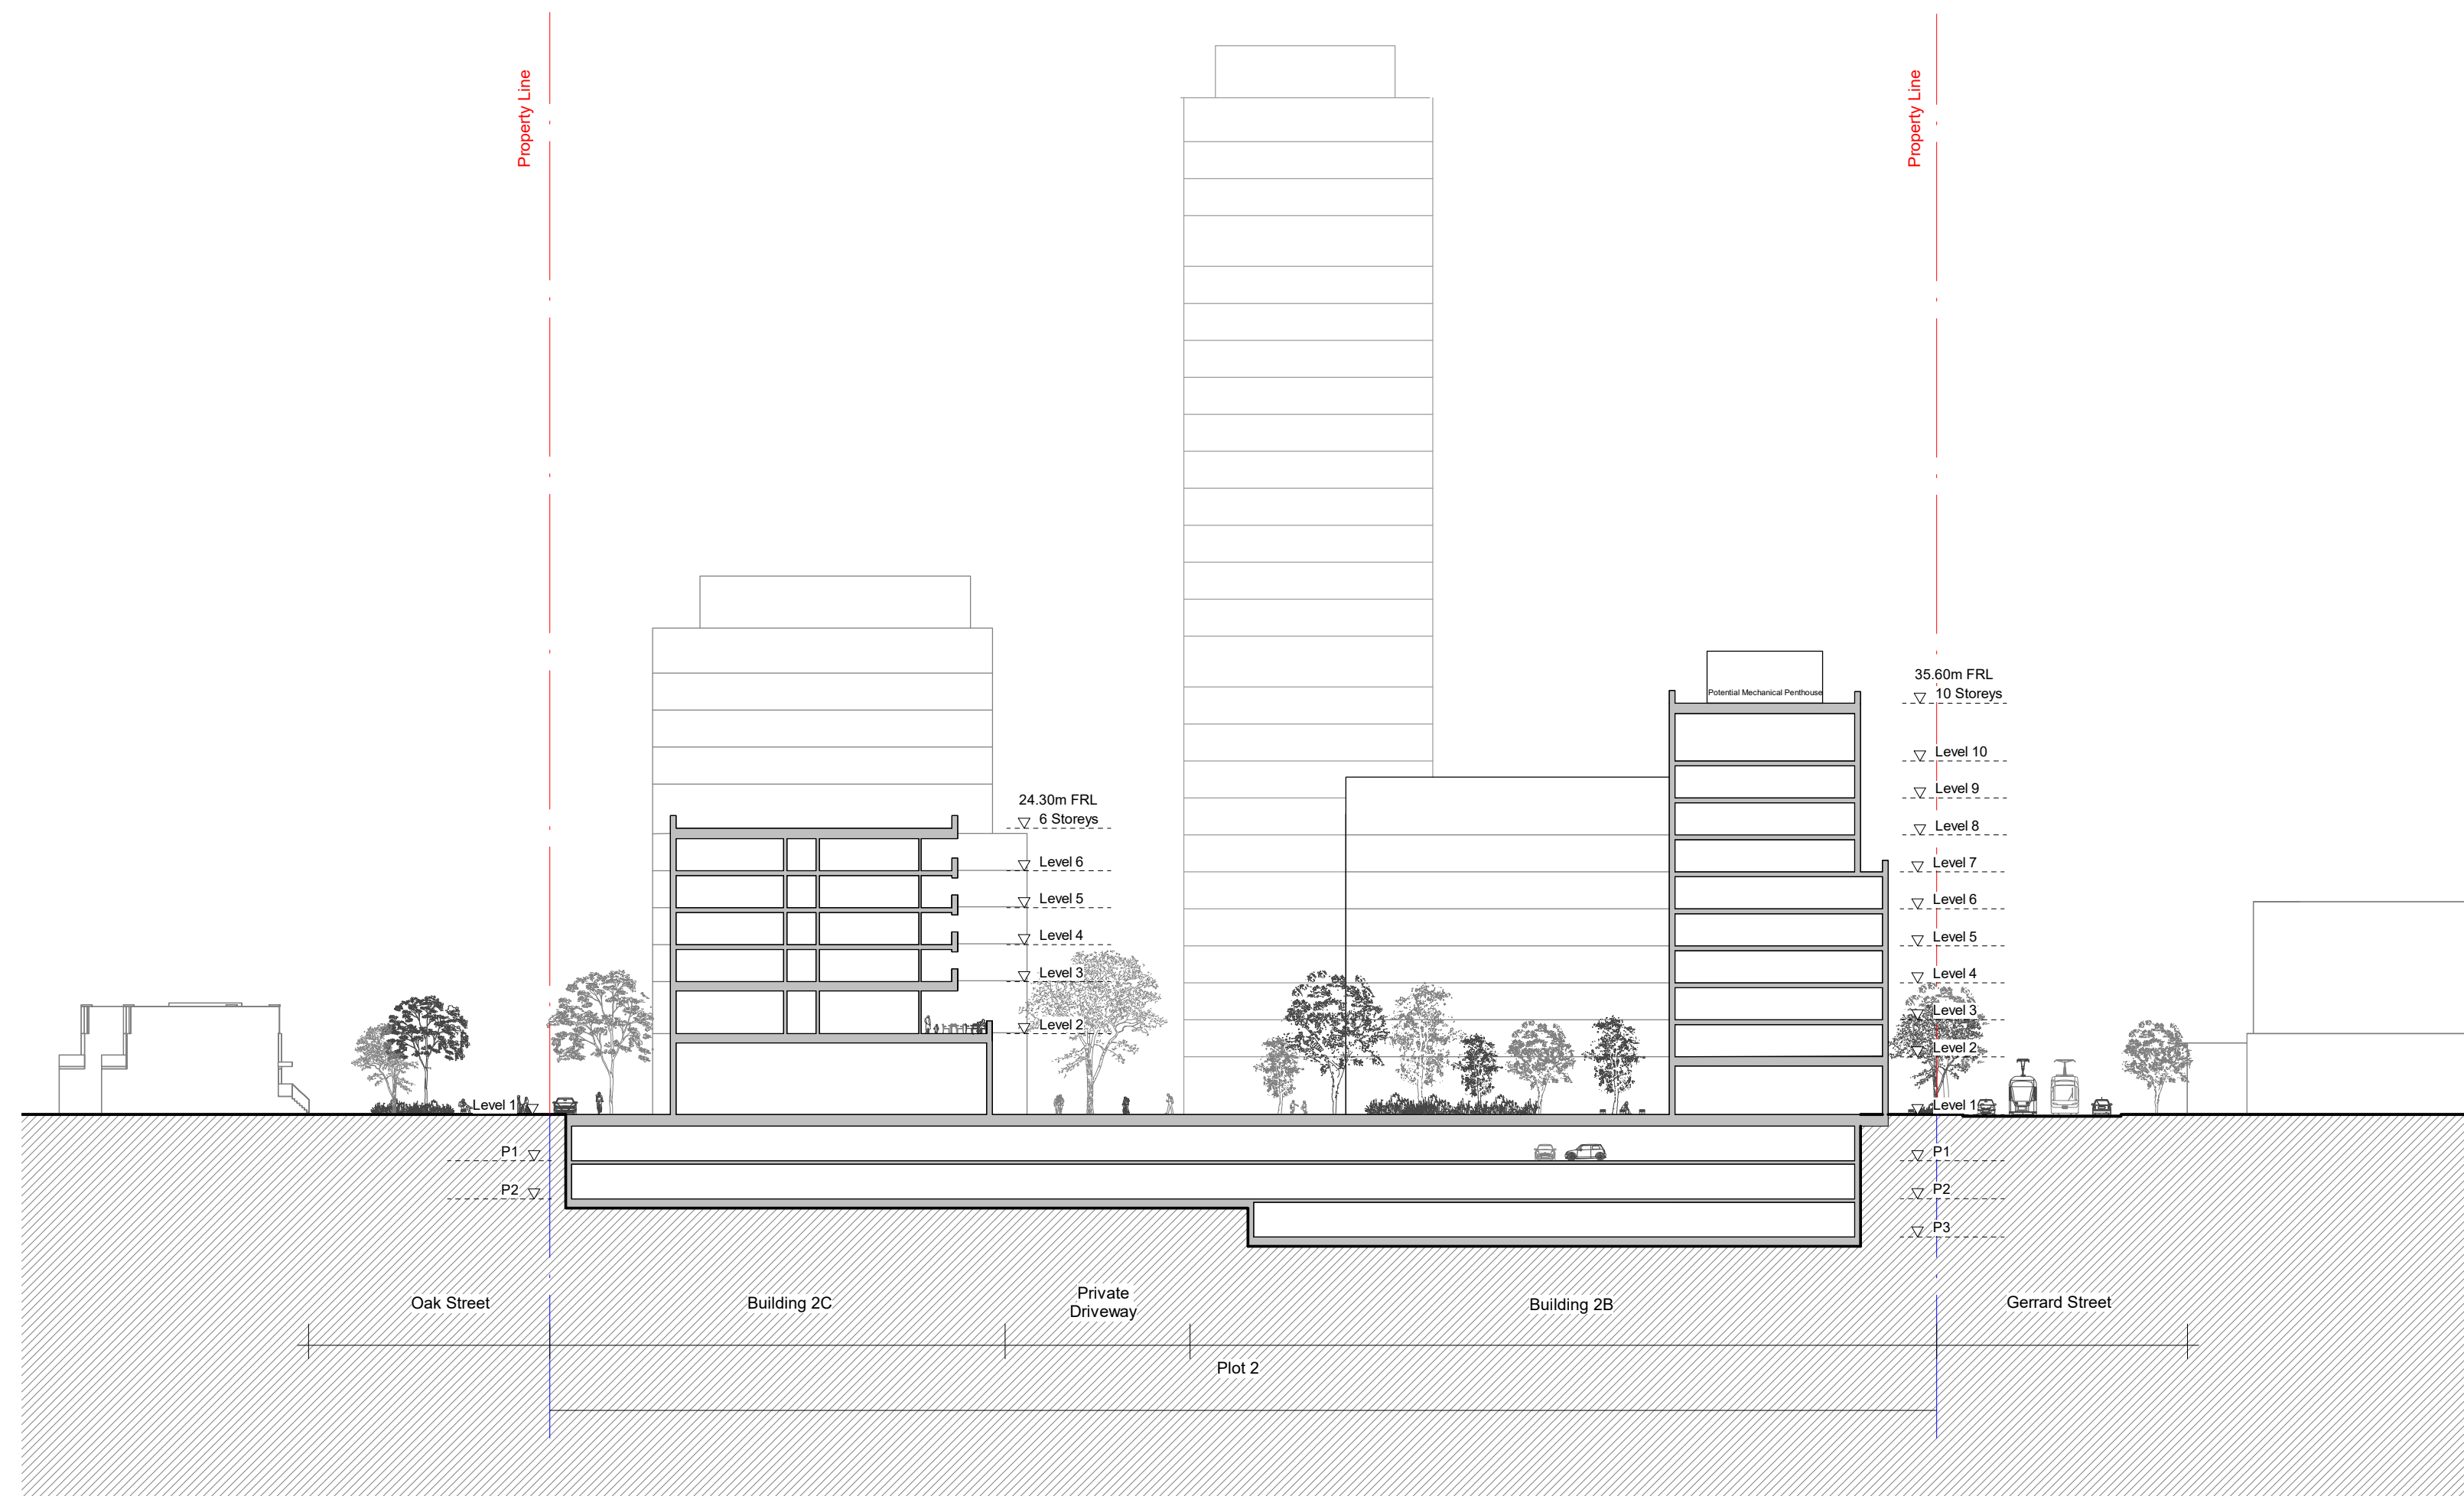 Property Line
Property Line
Potential Mechanical Penthouse
35.60m FRL
10 Storeys
Level 10
Level 9
Level 8
Level 7
Level 6
Level 5
Level 4
Level 3
Level 2
Level 1
P1
P2
P3
24.30m FRL
6 Storeys
Level 6
Level 5
Level 4
Level 3
Level 2
Level 1
P1
P2
Oak Street
Building 2C
Private
Driveway
Building 2B
Gerrard Street
Plot 2